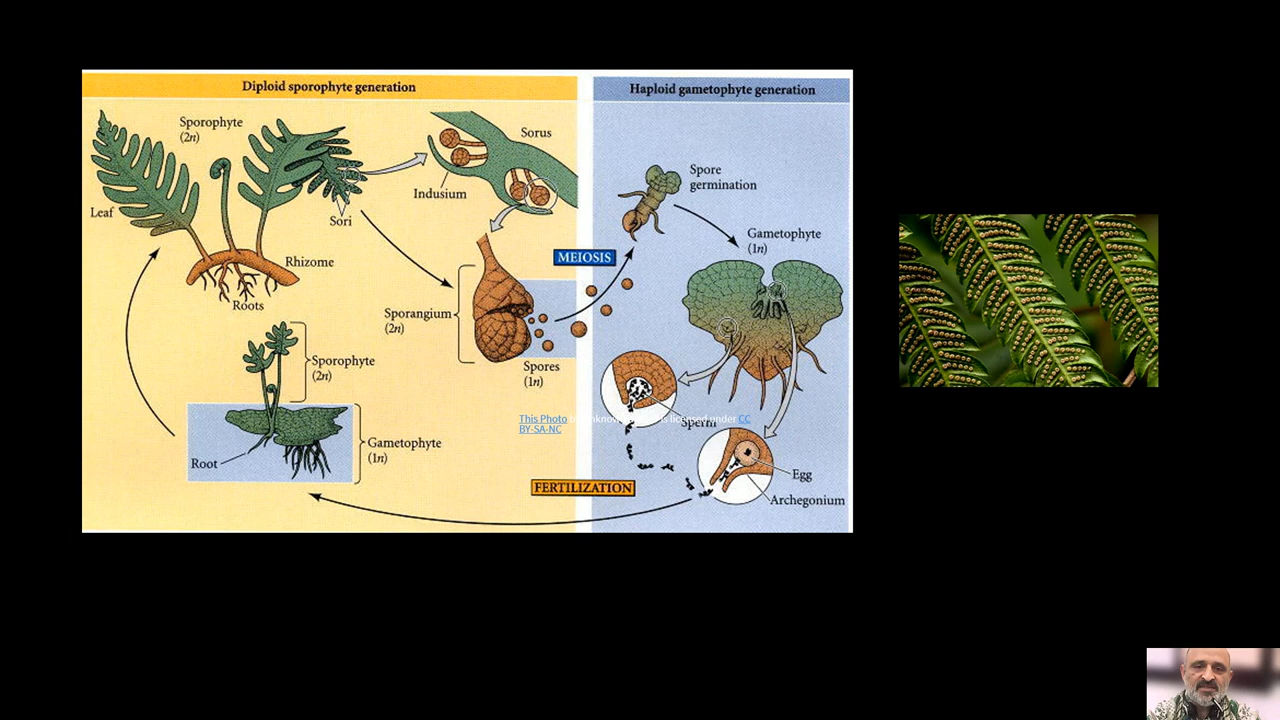 Diploid sporophyte generation
Haploid gametophyte generation
Sporophyte
(2n)
Sorus
Spore
germination
Indusium
Leaf
Sori
Gametophyte
(1n)
MEIOSIS
Rhizome
Roots
Sporangium
(2n)
Sporophyte
(2n)
Spores
(1n)
This Photo licensed under CC
BY-SA-NC
Sperm
Gametophyte
(1n)
Root
Egg
FERTILIZATION
Archegonium